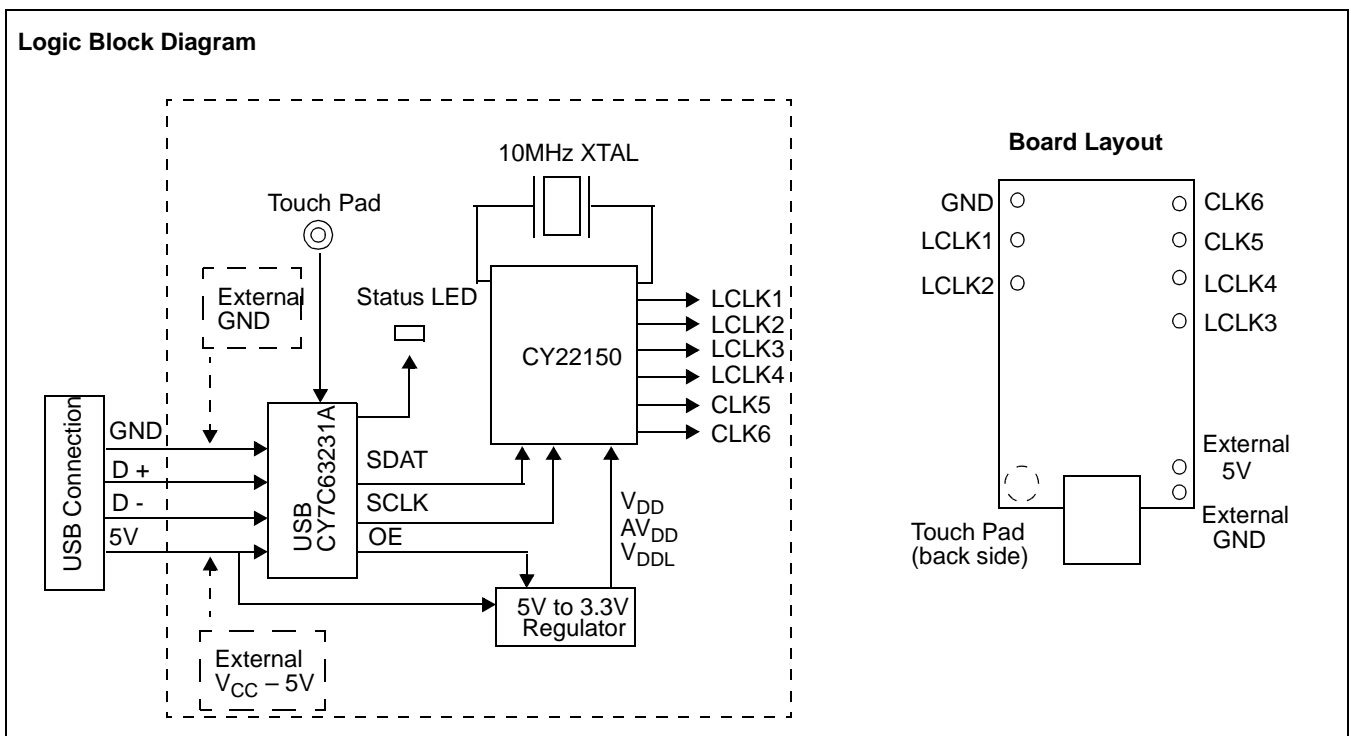 Logic Block Diagram
10MHz XTAL
Touch Pad
External
GND
Status LED
CY22150
LCLK1
LCLK2
LCLK3
LCLK4
CLK5
CLK6
USB Connection
GND
D +
D -
5V
USB
CY7C63231A
SDAT
SCLK
OE
VDD
AVDD
VDDL
5V to 3.3V
Regulator
External
VCC – 5V
Board Layout
GND
LCLK1
LCLK2
CLK6
CLK5
LCLK4
LCLK3
External
5V
External
GND
Touch Pad
(back side)